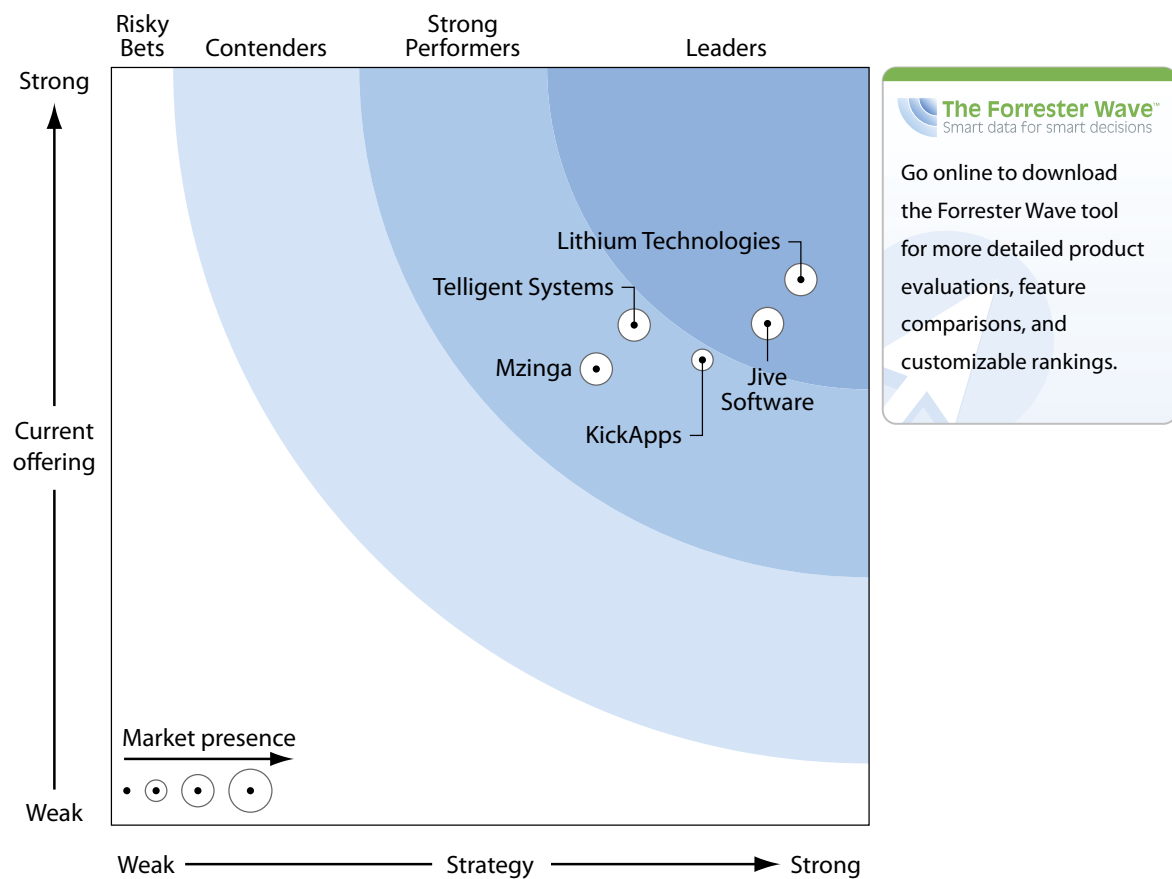 Risky
Bets
Contenders
Strong
Performers
Leaders
Strong
Current
offering
Weak
Lithium Technologies
Telligent Systems
Mzinga
Jive
Software
KickApps
Market presence
Weak
Strategy
Strong
The Forrester Wave™
Smart data for smart decisions
Go online to download
the Forrester Wave tool
for more detailed product
evaluations, feature
comparisons, and
customizable rankings.